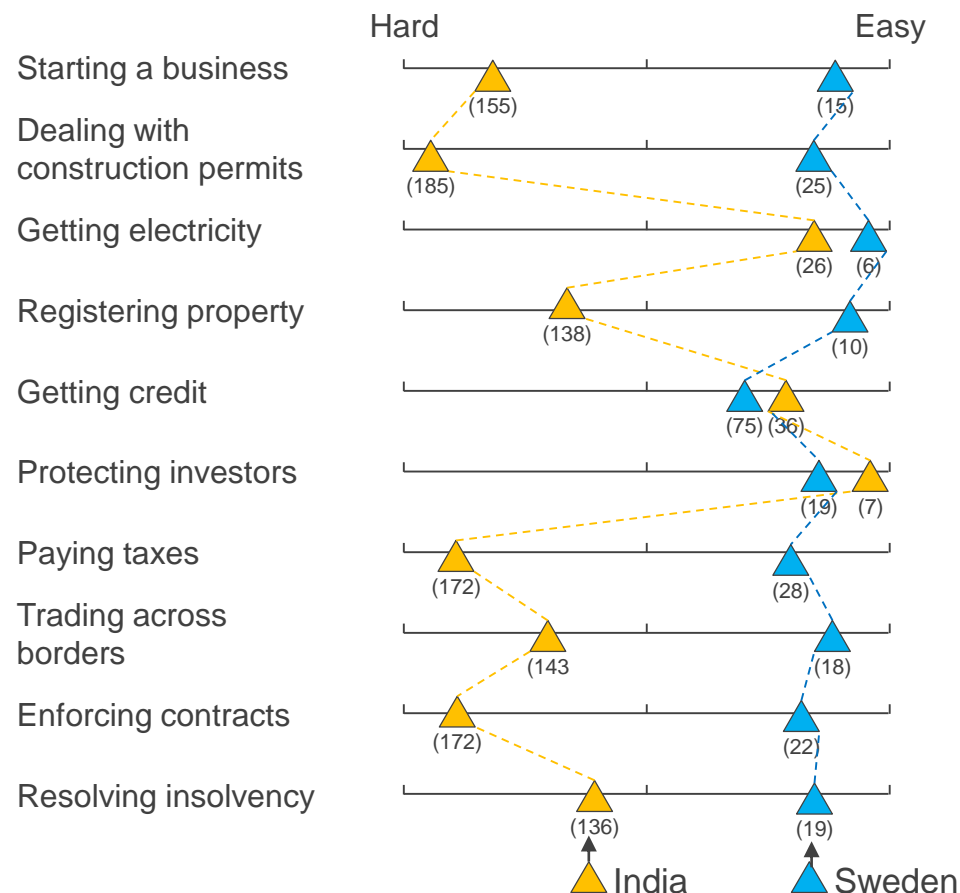 Hard Easy
Starting a business
(155) (15)
Dealing with
construction permits
(185) (25)
Getting electricity
(26) (6)
Registering property
(138) (10)
Getting credit
(75) (36)
Protecting investors
(19) (7)
Paying taxes
(172) (28)
Trading across
borders
(143 (18)
Enforcing contracts
(172) (22)
Resolving insolvency
(136) (19)
India Sweden